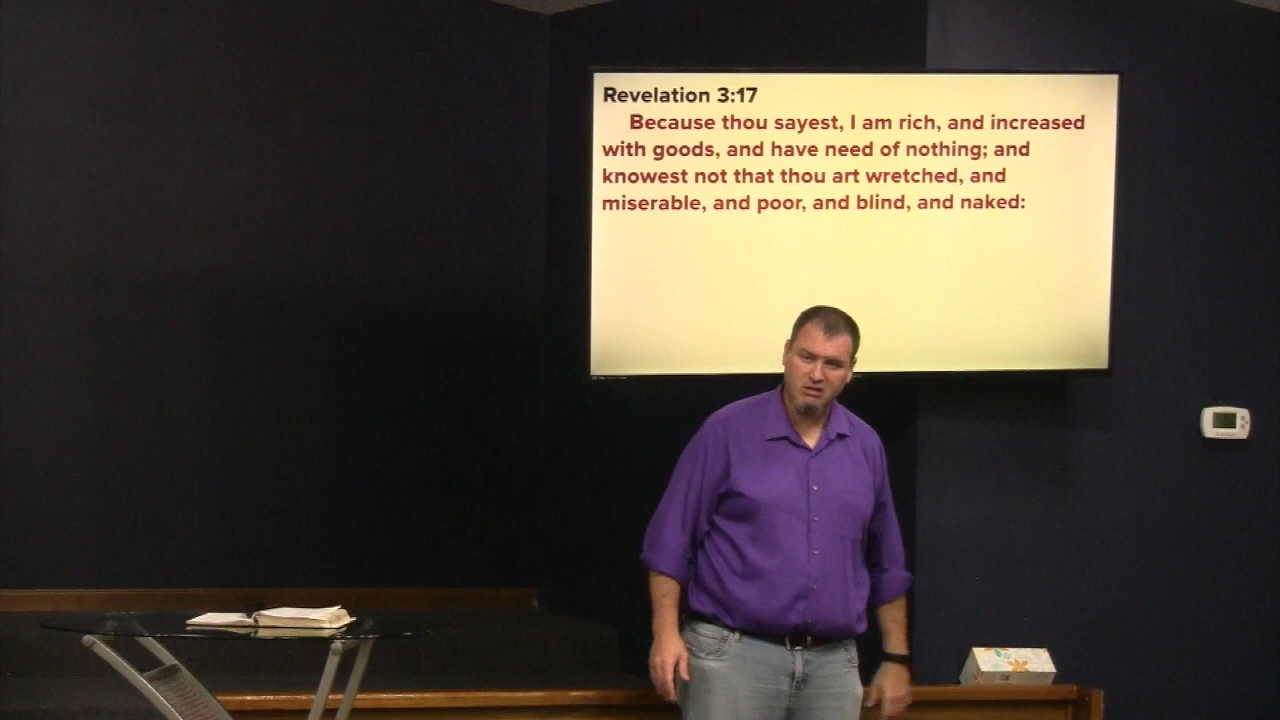 Revelation 3:17
Because thou sayest, I am rich, and increased
with goods, and have need of nothing; and
knowest not that thou art wretched, and
miserable, and poor, and blind, and naked: